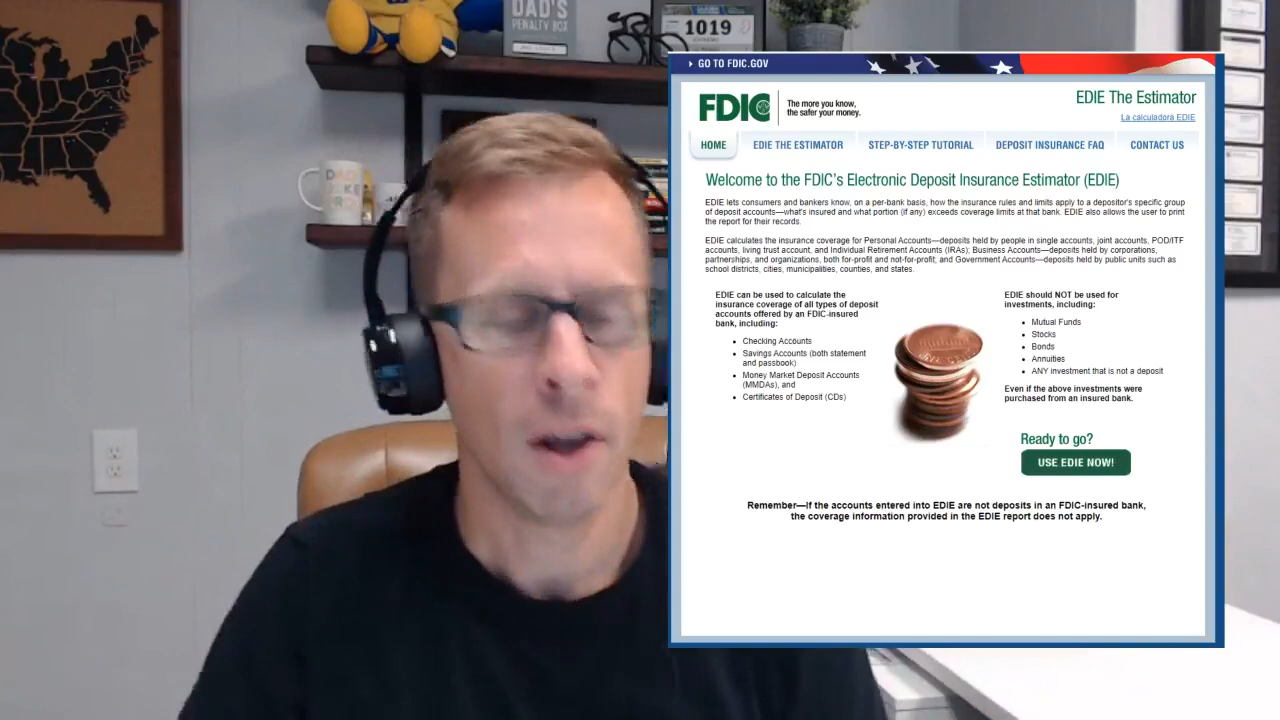 DAD'S
PENALTY BOX
1019
DAD
GO TO FDIC.GOV
FDIC
The more you know,
the safer your money.
EDIE The Estimator
La calculadora EDIE
HOME
EDIE THE ESTIMATOR
STEP-BY-STEP TUTORIAL
DEPOSIT INSURANCE FAQ
CONTACT US
Welcome to the FDIC's Electronic Deposit Insurance Estimator (EDIE)
EDIE lets consumers and bankers know, on a per-bank basis, how the insurance rules and limits apply to a depositor's specific group
of deposit accounts—what's insured and what portion (if any) exceeds coverage limits at that bank. EDIE also allows the user to print
the report for their records.
EDIE calculates the insurance coverage for Personal Accounts—deposits held by people in single accounts, joint accounts, POD/ITF
accounts, living trust account, and Individual Retirement Accounts (IRAs); Business Accounts—deposits held by corporations,
partnerships, and organizations, both for-profit and not-for-profit; and Government Accounts—deposits held by public units such as
school districts, cities, municipalities, counties, and states.
EDIE can be used to calculate the
insurance coverage of all types of deposit
accounts offered by an FDIC-insured
bank, including:
• Checking Accounts
• Savings Accounts (both statement
and passbook)
• Money Market Deposit Accounts
(MMDAs), and
• Certificates of Deposit (CDs)
EDIE should NOT be used for
investments, including:
• Mutual Funds
• Stocks
• Bonds
• Annuities
• ANY investment that is not a deposit
Even if the above investments were
purchased from an insured bank.
Ready to go?
USE EDIE NOW!
Remember—If the accounts entered into EDIE are not deposits in an FDIC-insured bank,
the coverage information provided in the EDIE report does not apply.